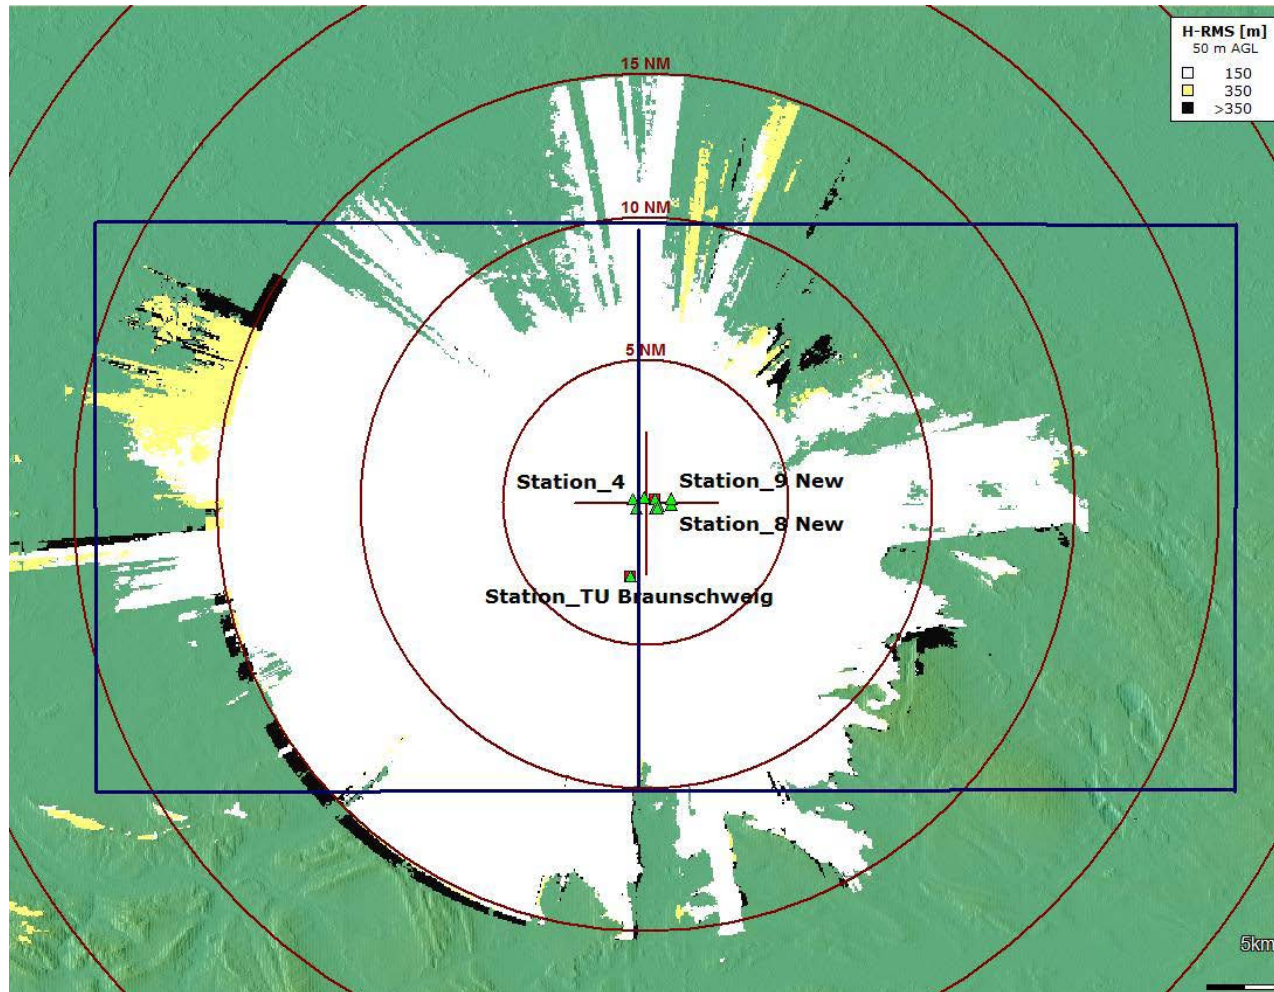 H-RMS [m]
50 m AGL
150
350
>350
15 NM
10 NM
5 NM
Station_4
Station_9 New
Station_8 New
Station_TU Braunschweig
5km